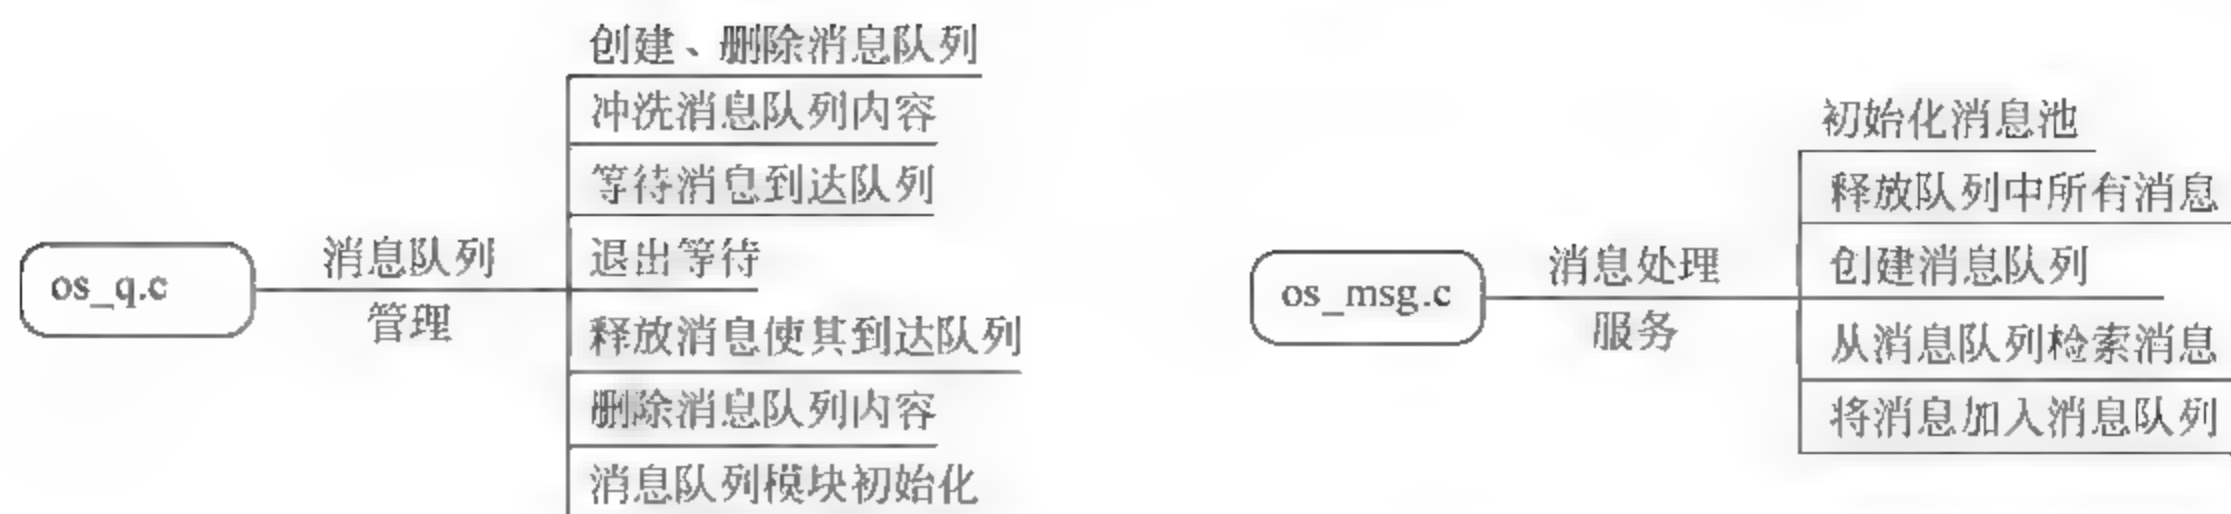 创建、删除消息队列
冲洗消息队列内容
等待消息到达队列
os_q.c
消息队列
管理
退出等待
释放消息使其到达队列
删除消息队列内容
消息队列模块初始化
初始化消息池
释放队列中所有消息
os_msg.c
消息处理
服务
创建消息队列
从消息队列检索消息
将消息加入消息队列